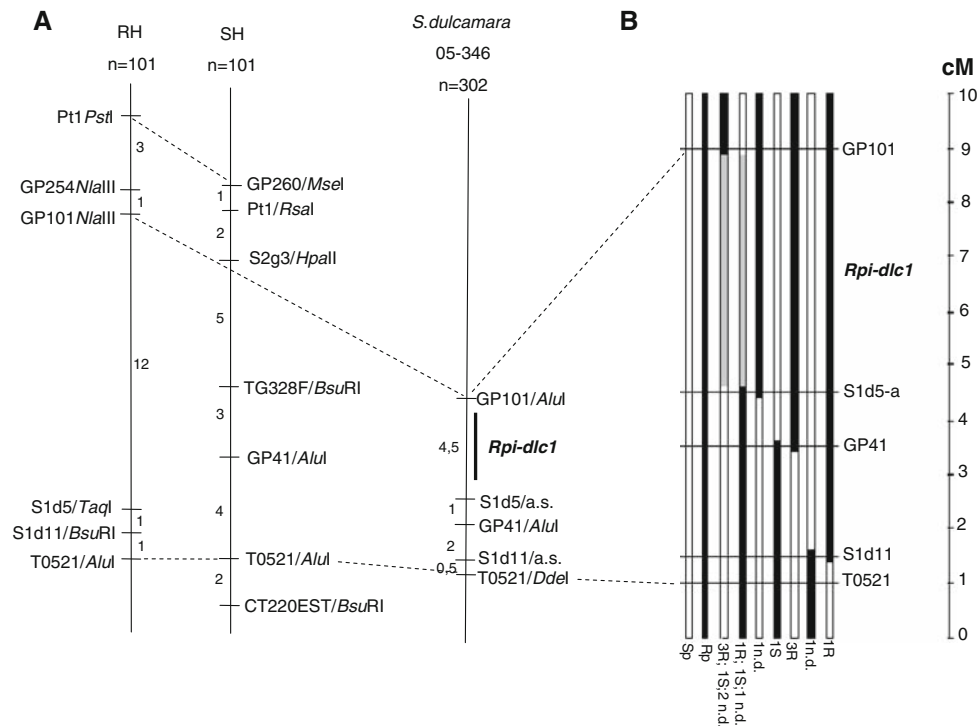 A
RH
n=101
Pt1PstI
3
GP254NlaIII
1
GP101NlaIII
12
S1d5/TaqI
1
S1d11/BsuRI
1
T0521/AluI
SH
n=101
GP260/MseI
1
Pt1/RsaI
2
S2g3/HpaII
5
TG328F/BsuRI
3
GP41/AluI
4
T0521/AluI
2
CT220EST/BsuRI
S.dulcamara
05-346
n=302
GP101/AluI
4,5
Rpi-dlc1
S1d5/a.s.
1
GP41/AluI
2
S1d11/a.s.
0,5
T0521/DdeI
B
GP101
Rpi-dlc1
S1d5-a
GP41
S1d11
T0521
Sp
Rp
3R; 1S;2 n.d.
1R; 1S;1 n.d.
1n.d.
1S
3R
1n.d.
1R
cM
10
9
8
7
6
5
4
3
2
1
0